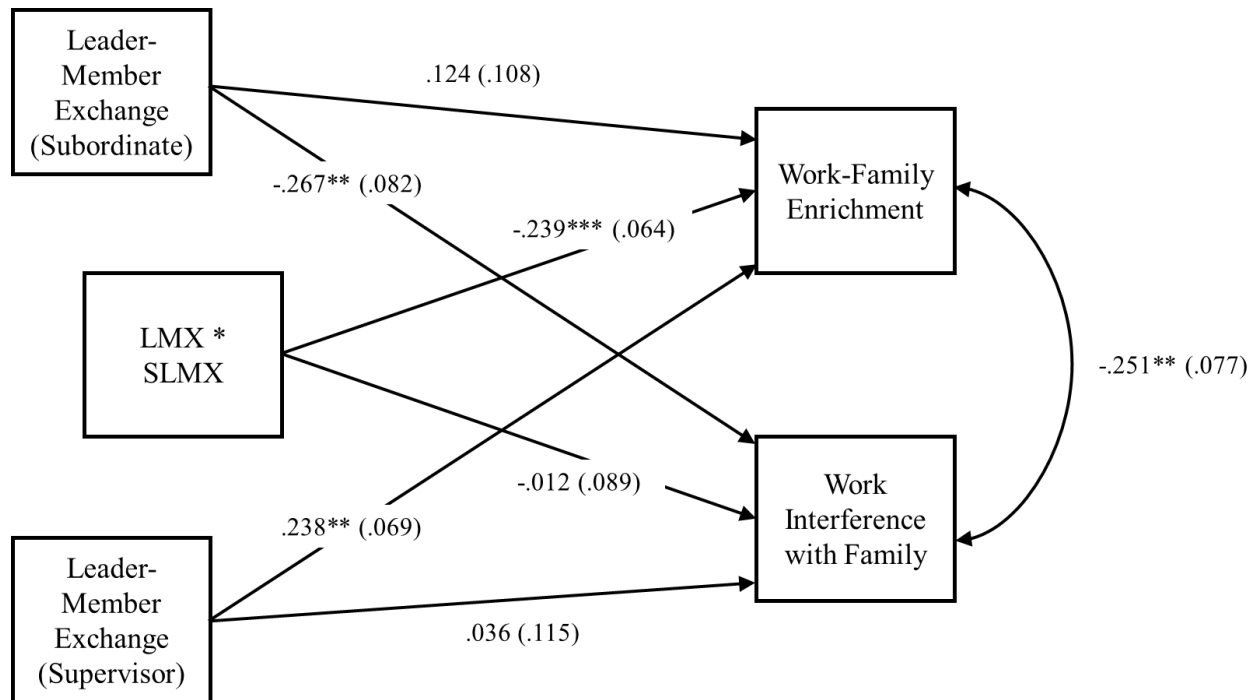 Leader-
Member
Exchange
(Subordinate)
.124 (.108)
-.267** (.082)
-.239*** (.064)
Work-Family
Enrichment
LMX *
SLMX
-.251** (.077)
-.012 (.089)
.238** (.069)
Work
Interference
with Family
Leader-
Member
Exchange
(Supervisor)
.036 (.115)